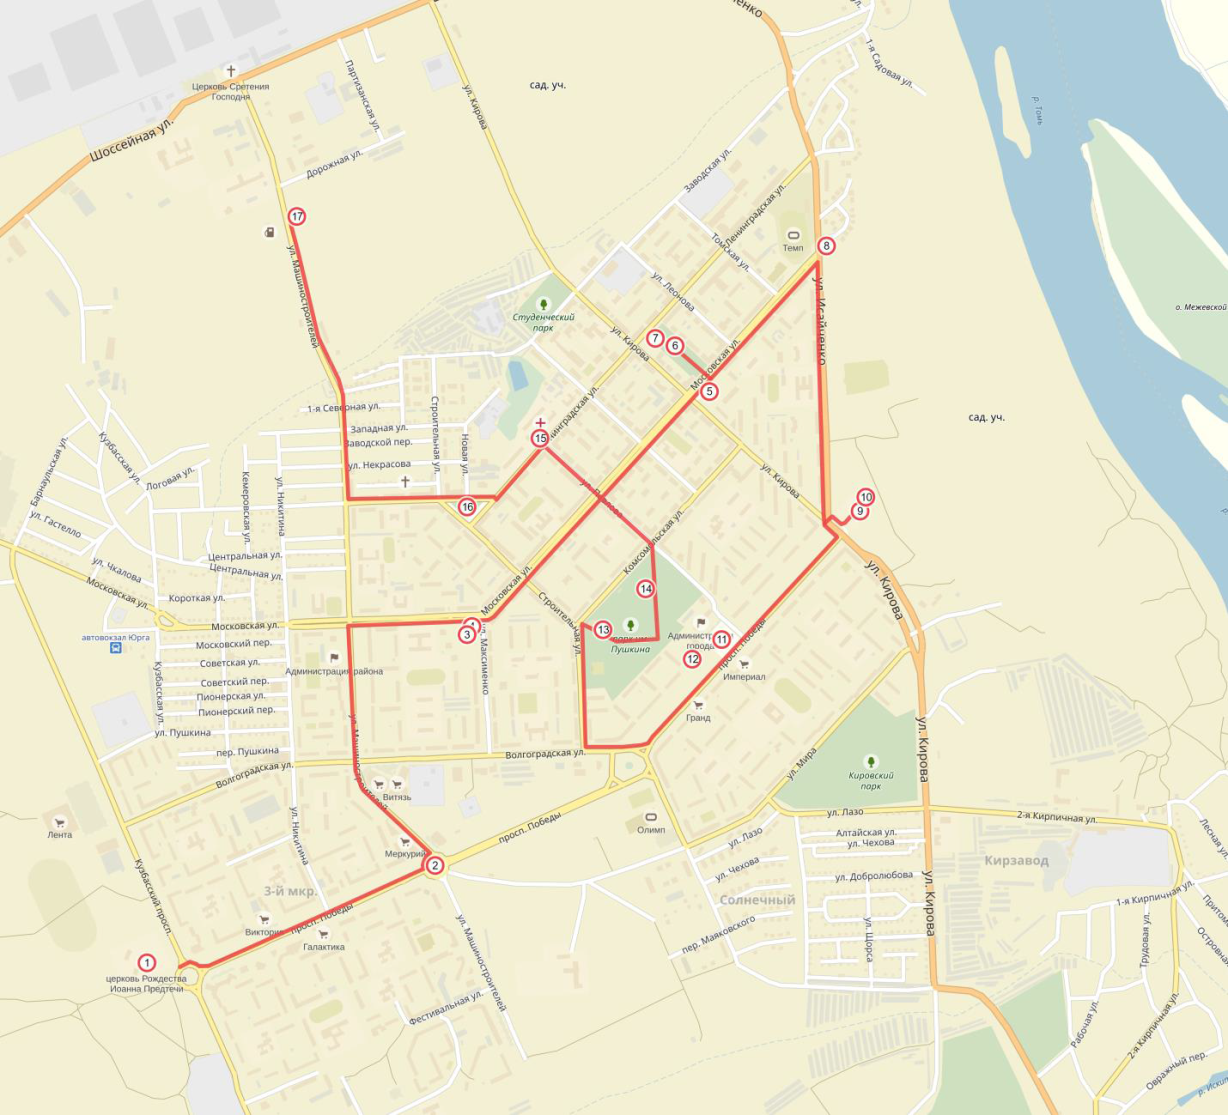 сад. уч.
1-я Садовая ул.
р. Томь
Церковь Сретения
Господня
Партизанская ул.
ул. Кирова
Шоссейная ул.
Дорожная ул.
Заводская ул.
Ленинградская ул.
17
Темп
8
Томская ул.
ул. Машиностроителей
ул. Леонова
ул. Исайченко
о. Межевской
Студенческий
парк
ул. Кирова
7
6
Московская ул.
5
1-я Северная ул.
Строительная ул.
Западная ул.
Заводской пер.
Новая ул.
15
сад. уч.
Барнаульская ул.
Кузбасская ул.
Логовая ул.
ул. Некрасова
Кемеровская ул.
ул. Никитина
ул. Кирова
16
10
9
ул. Гастелло
Комсомольская ул.
Центральная ул.
Центральная ул.
ул. Чкалова
Московская ул.
Короткая ул.
Московская ул.
Строительная ул.
14
ул. Кирова
Московская ул.
3
13
Пушкина
11
12
автовокзал Юрга
Московский пер.
Администрация района
Советская ул.
Кузбасская ул.
Советский пер.
Пионерская ул.
Пионерский пер.
ул. Максименко
Империал
Гранд
ул. Пушкина
пер. Пушкина
Волгоградская ул.
Волгоградская ул.
просп. Победы
ул. Машиностроителей
ул. Мира
Кировский
парк
ул. Кирова
Витязь
Лента
ул. Никитина
просп. Победы
Олимп
ул. Лазо
ул. Лазо
2-я Кирпичная ул.
Алтайская ул.
ул. Чехова
Меркурий
2
Кирзавод
ул. Чехова
ул. Добролюбова
Кузбасский просп.
3-й мкр.
Солнечный
ул. Кирова
1-я Кирпичная ул.
Виктория
просп. Победы
Галактика
пер. Маяковского
ул. Щорса
Трудовая ул.
1
церковь Рождества
Иоанна Предтечи
ул. Машиностроителей
Фестивальная ул.
Рабочая ул.
2-я Кирпичная ул.
Овражный пер.